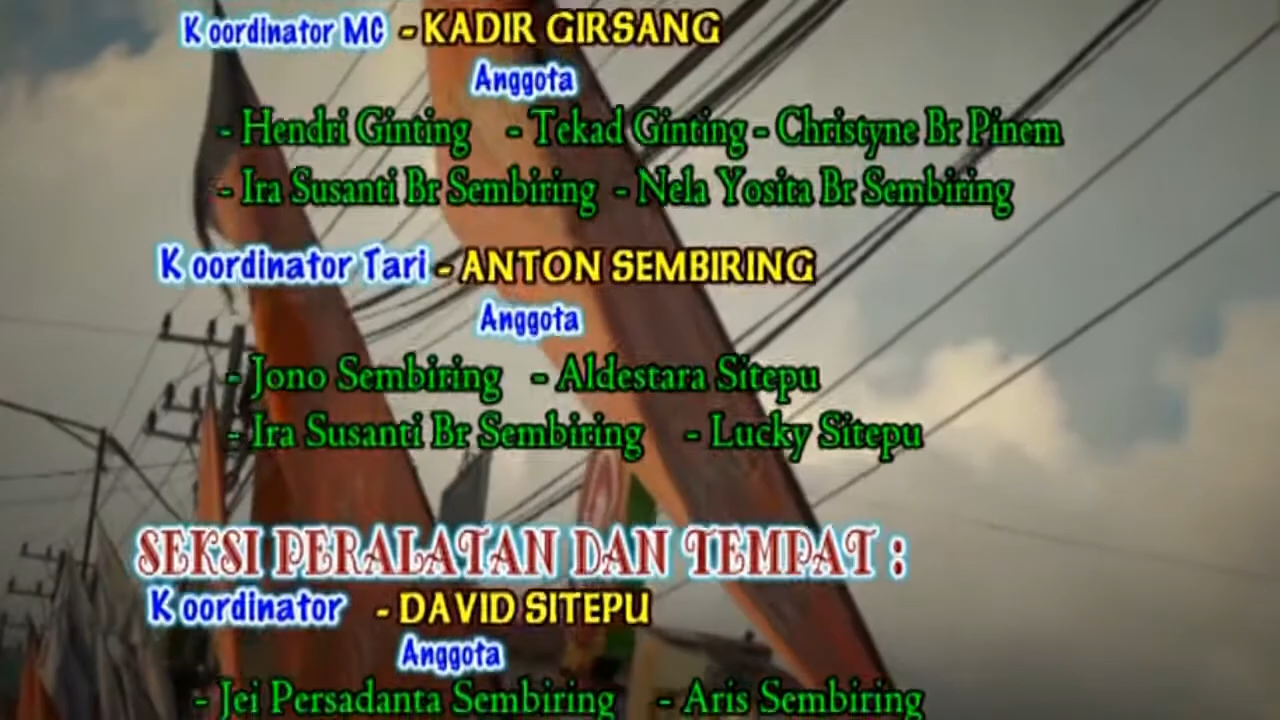 Koordinator MC - KADIR GIRSANG
Anggota
- Hendri Ginting - Tekad Ginting - Christyne Br Pinem
- Ira Susanti Br Sembiring - Nela Yosita Br Sembiring
Koordinator Tari - ANTON SEMBIRING
Anggota
- Jono Sembiring - Aldestara Sitepu
- Ira Susanti Br Sembiring - Lucky Sitepu
SEKSI PERALATAN DAN TEMPAT :
Koordinator - DAVID SITEPU
Anggota
- Jei Persadanta Sembiring - Aris Sembiring